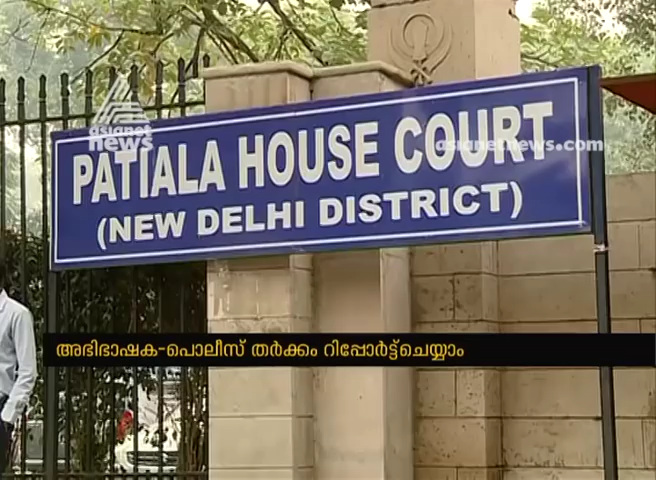 PATIALA HOUSE COURT
(NEW DELHI DISTRICT)
asianet
news
asianetnews.com
അഭിഭാഷക-പൊലീസ് തർക്കം റിപ്പോർട്ട്ചെയ്യാം